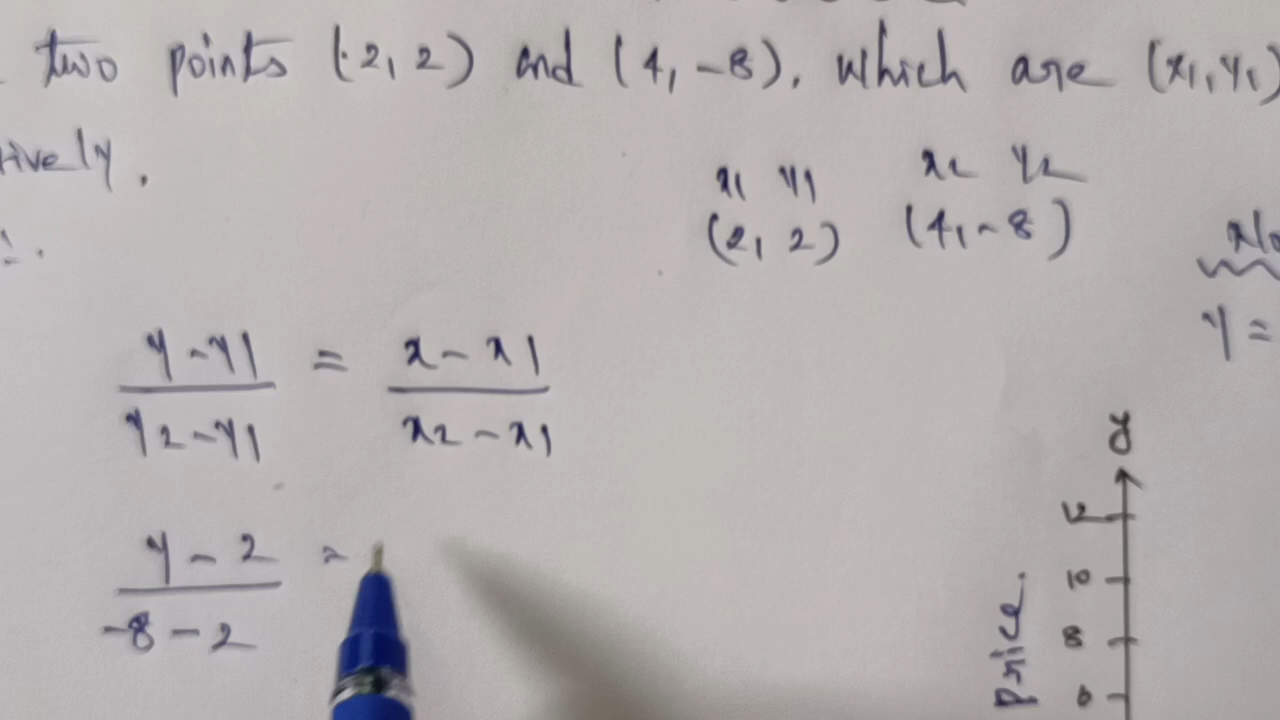 two points (-2, 2) and (4, -8). which are (x1, y1)
tively.
x1 y1 x2 y2
(2, 2) (4, -8)
y - y1 = x - x1
y2 - y1 x2 - x1
y =
y - 2 =
-8 - 2
12
10
8
6
price.